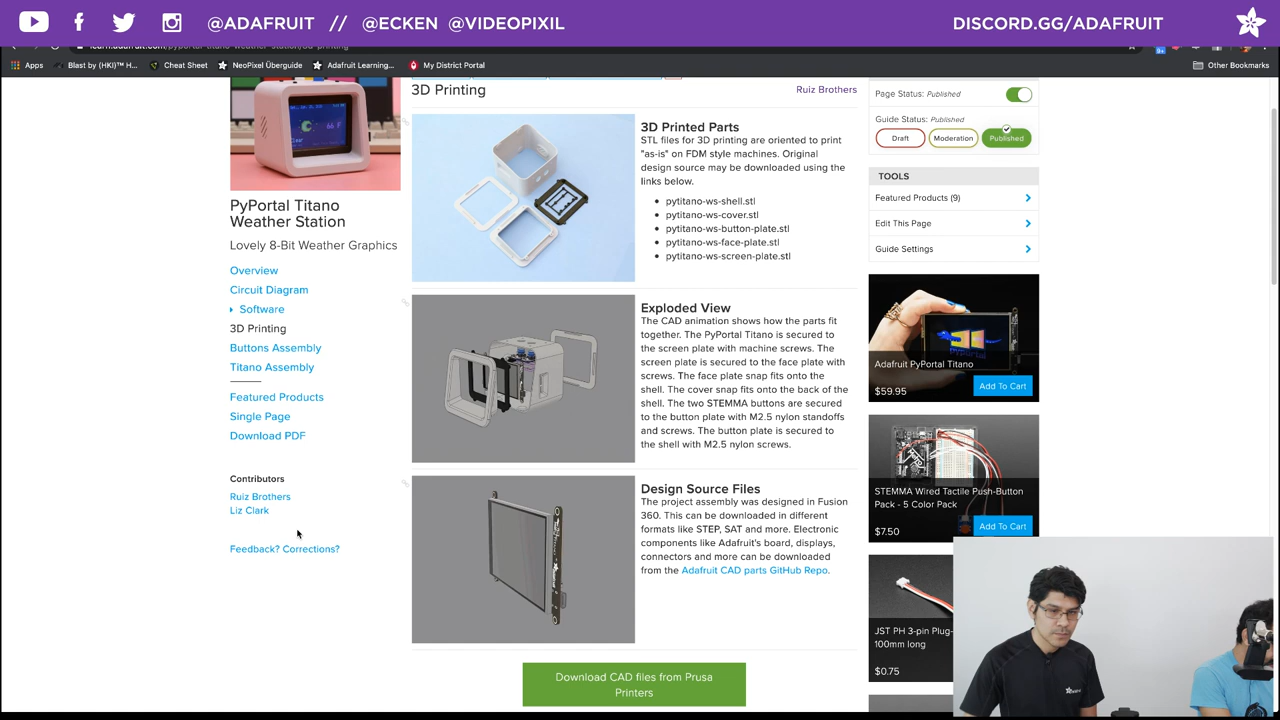 @ADAFRUIT // @ECKEN @VIDEOPIXIL
DISCORD.GG/ADAFRUIT
learn.adafruit.com/pyportal-titano-weather-station/3d-printing
Apps
Blast by {HKI}™ H...
Cheat Sheet
NeoPixel Überguide
Adafruit Learning...
My District Portal
Other Bookmarks
PyPortal Titano
Weather Station
Lovely 8-Bit Weather Graphics
Overview
Circuit Diagram
Software
3D Printing
Buttons Assembly
Titano Assembly
Featured Products
Single Page
Download PDF
Contributors
Ruiz Brothers
Liz Clark
Feedback? Corrections?
3D Printing
Ruiz Brothers
3D Printed Parts
STL files for 3D printing are oriented to print
"as-is" on FDM style machines. Original
design source may be downloaded using the
links below.
pytitano-ws-shell.stl
pytitano-ws-cover.stl
pytitano-ws-button-plate.stl
pytitano-ws-face-plate.stl
pytitano-ws-screen-plate.stl
Exploded View
The CAD animation shows how the parts fit
together. The PyPortal Titano is secured to
the screen plate with machine screws. The
screen plate is secured to the face plate with
screws. The face plate snap fits onto the
shell. The cover snap fits onto the back of the
shell. The two STEMMA buttons are secured
to the button plate with M2.5 nylon standoffs
and screws. The button plate is secured to
the shell with M2.5 nylon screws.
Design Source Files
The project assembly was designed in Fusion
360. This can be downloaded in different
formats like STEP, SAT and more. Electronic
components like Adafruit's board, displays,
connectors and more can be downloaded
from the Adafruit CAD parts GitHub Repo.
Download CAD files from Prusa
Printers
Page Status: Published
Guide Status: Published
Draft
Moderation
Published
TOOLS
Featured Products (9)
Edit This Page
Guide Settings
Adafruit PyPortal Titano
$59.95
Add To Cart
STEMMA Wired Tactile Push-Button
Pack - 5 Color Pack
$7.50
Add To Cart
JST PH 3-pin Plug-
100mm long
$0.75